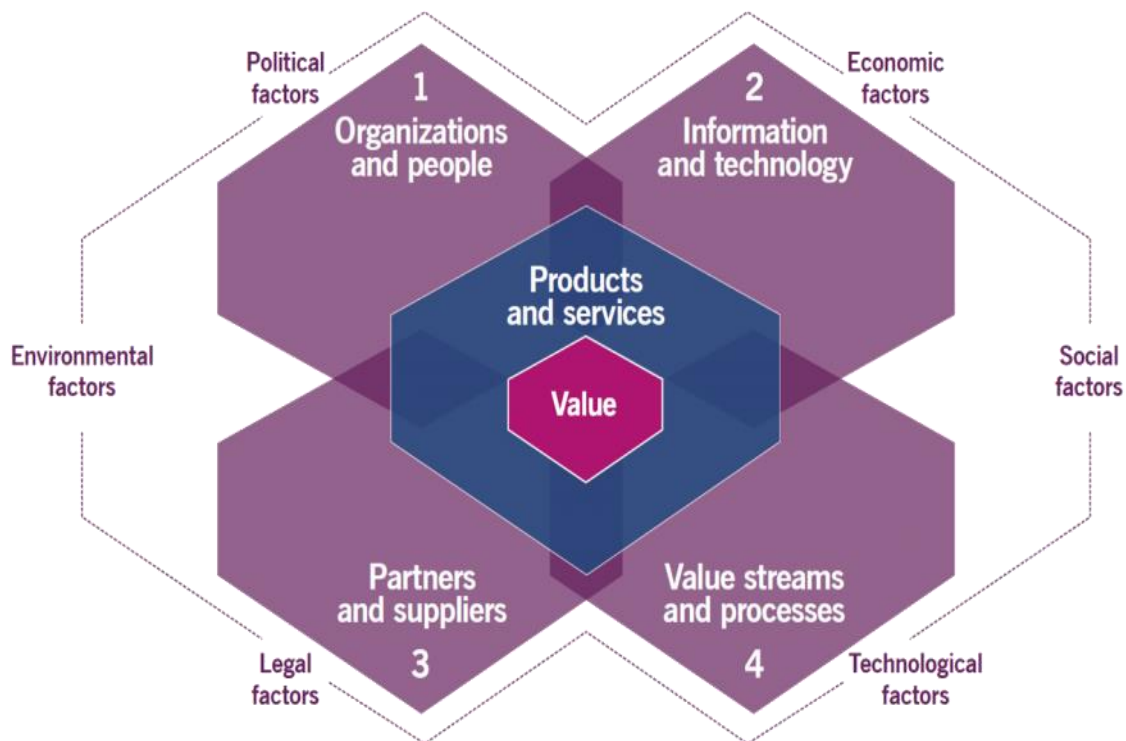 Political
factors
Economic
factors
1
Organizations
and people
2
Information
and technology
Products
and services
Environmental
factors
Value
Social
factors
Partners
and suppliers
3
Value streams
and processes
4
Legal
factors
Technological
factors